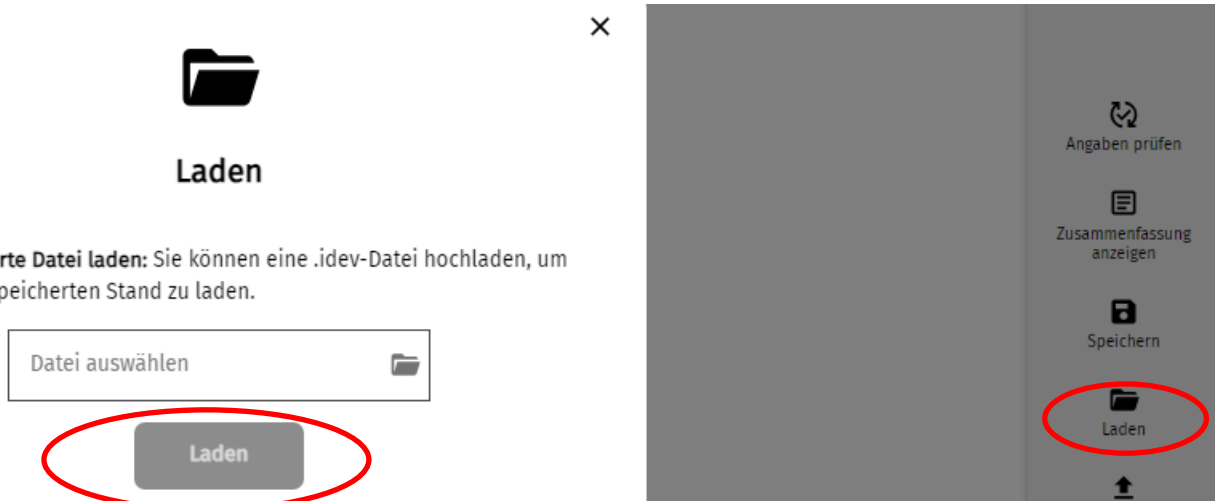 Laden
rte Datei laden: Sie können eine .idev-Datei hochladen, um
peicherten Stand zu laden.
Datei auswählen
Laden
Angaben prüfen
Zusammenfassung
anzeigen
Speichern
Laden